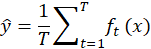 ŷ = 1/T ∑_{t=1}^{T} f_t (x)